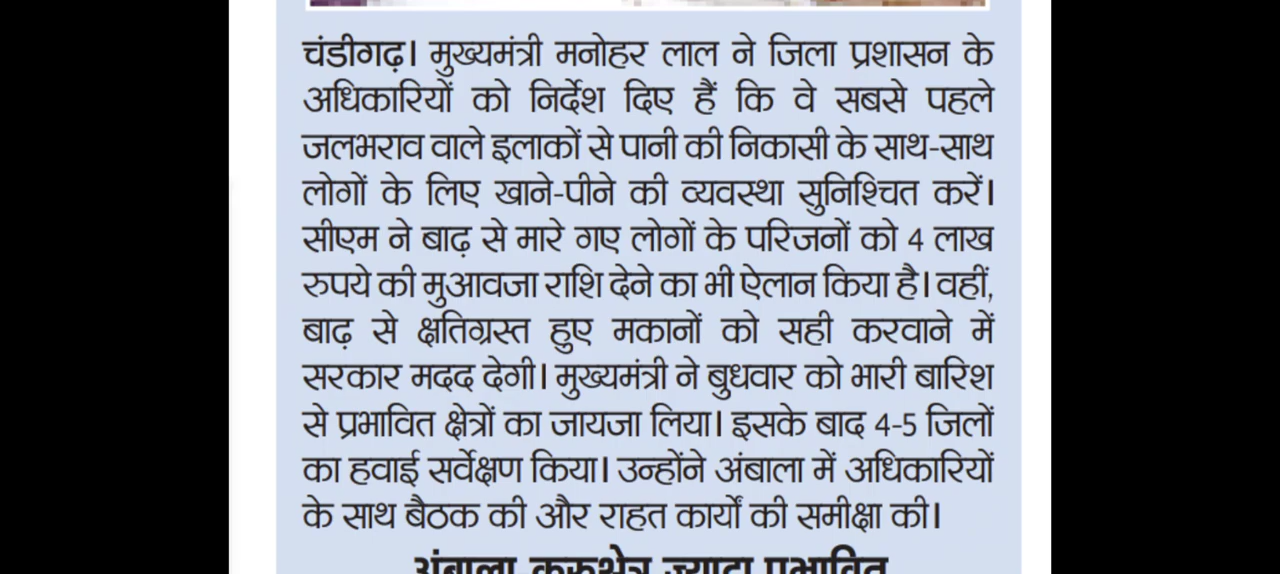 चंडीगढ़। मुख्यमंत्री मनोहर लाल ने जिला प्रशासन के
अधिकारियों को निर्देश दिए हैं कि वे सबसे पहले
जलभराव वाले इलाकों से पानी की निकासी के साथ-साथ
लोगों के लिए खाने-पीने की व्यवस्था सुनिश्चित करें।
सीएम ने बाढ़ से मारे गए लोगों के परिजनों को 4 लाख
रुपये की मुआवजा राशि देने का भी ऐलान किया है। वहीं,
बाढ़ से क्षतिग्रस्त हुए मकानों को सही करवाने में
सरकार मदद देगी। मुख्यमंत्री ने बुधवार को भारी बारिश
से प्रभावित क्षेत्रों का जायजा लिया। इसके बाद 4-5 जिलों
का हवाई सर्वेक्षण किया। उन्होंने अंबाला में अधिकारियों
के साथ बैठक की और राहत कार्यों की समीक्षा की।
अंबाला कुरुक्षेत्र ज्यादा प्रभावित